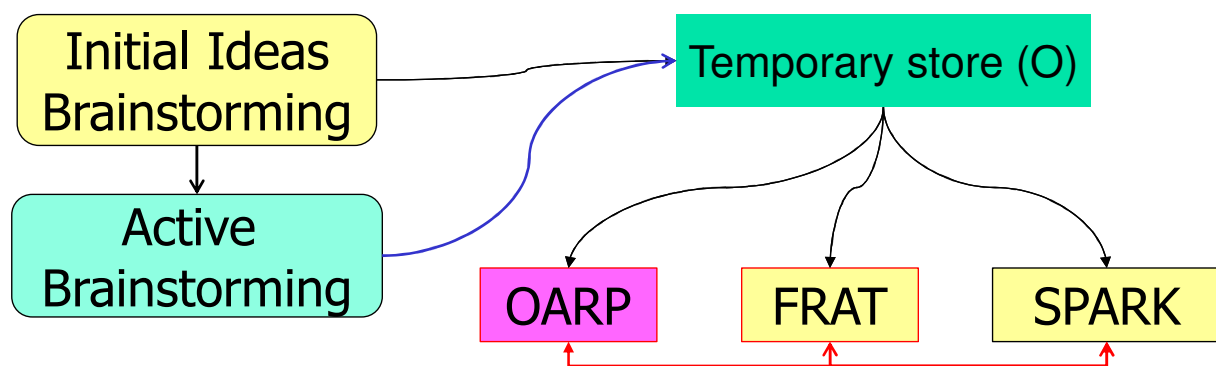 Initial Ideas
Brainstorming
Temporary store (O)
Active
Brainstorming
OARP
FRAT
SPARK